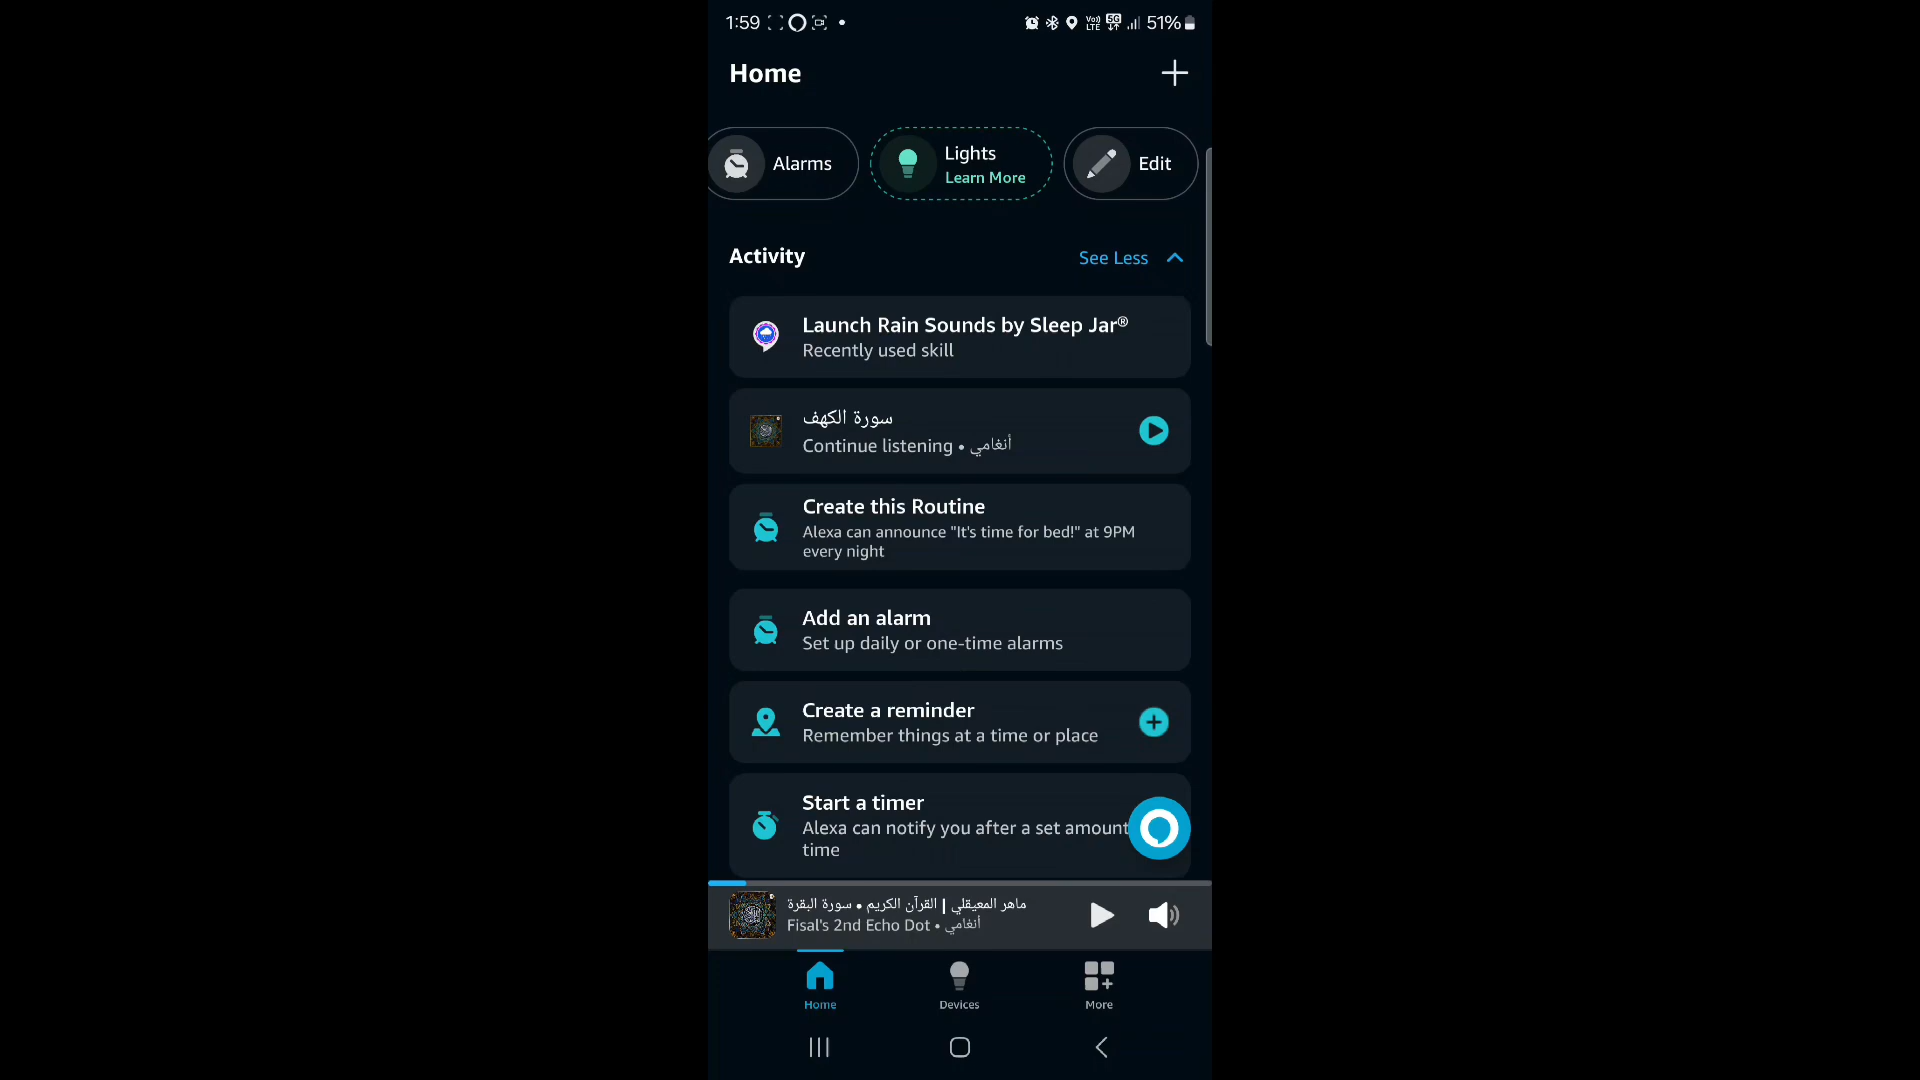 1:59
Vo))
LTE
5G
51%
Home
Alarms
Lights
Learn More
Edit
Activity
See Less
Launch Rain Sounds by Sleep Jar®
Recently used skill
سورة الكهف
Continue listening • أنغامي
Create this Routine
Alexa can announce "It's time for bed!" at 9PM
every night
Add an alarm
Set up daily or one-time alarms
Create a reminder
Remember things at a time or place
Start a timer
Alexa can notify you after a set amount
time
ماهر المعيقلي | القرآن الكريم • سورة البقرة
Fisal's 2nd Echo Dot • أنغامي
Home
Devices
More